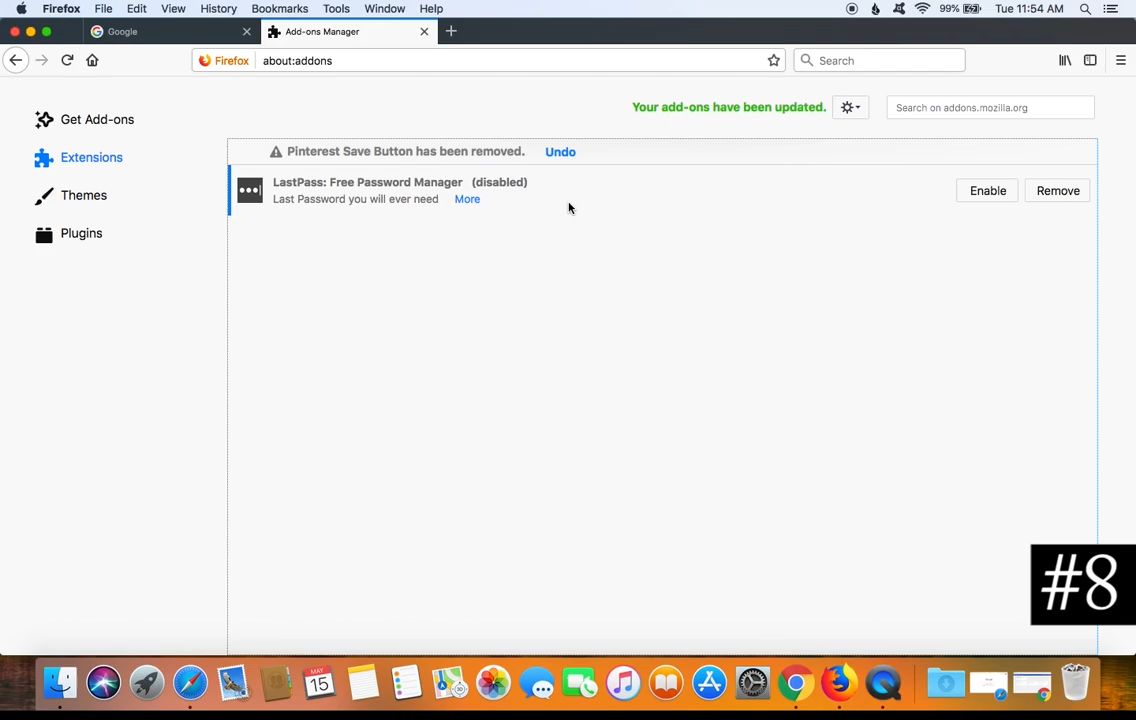 Firefox File Edit View History Bookmarks Tools Window Help 99% Tue 11:54 AM
Google Add-ons Manager
Firefox about:addons Search
Get Add-ons
Extensions
Themes
Plugins
Your add-ons have been updated. Search on addons.mozilla.org
Pinterest Save Button has been removed. Undo
LastPass: Free Password Manager (disabled)
Last Password you will ever need More
Enable Remove
#8
MAY
15